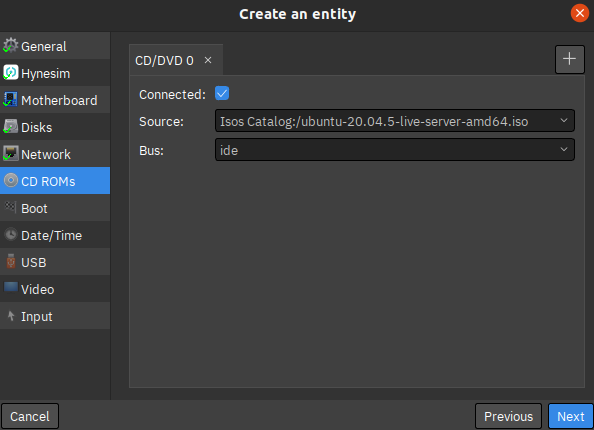 Create an entity
General
Hynesim
Motherboard
Disks
Network
CD ROMs
Boot
Date/Time
USB
Video
Input
CD/DVD 0
Connected:
Source: Isos Catalog:/ubuntu-20.04.5-live-server-amd64.iso
Bus: ide
Cancel Previous Next